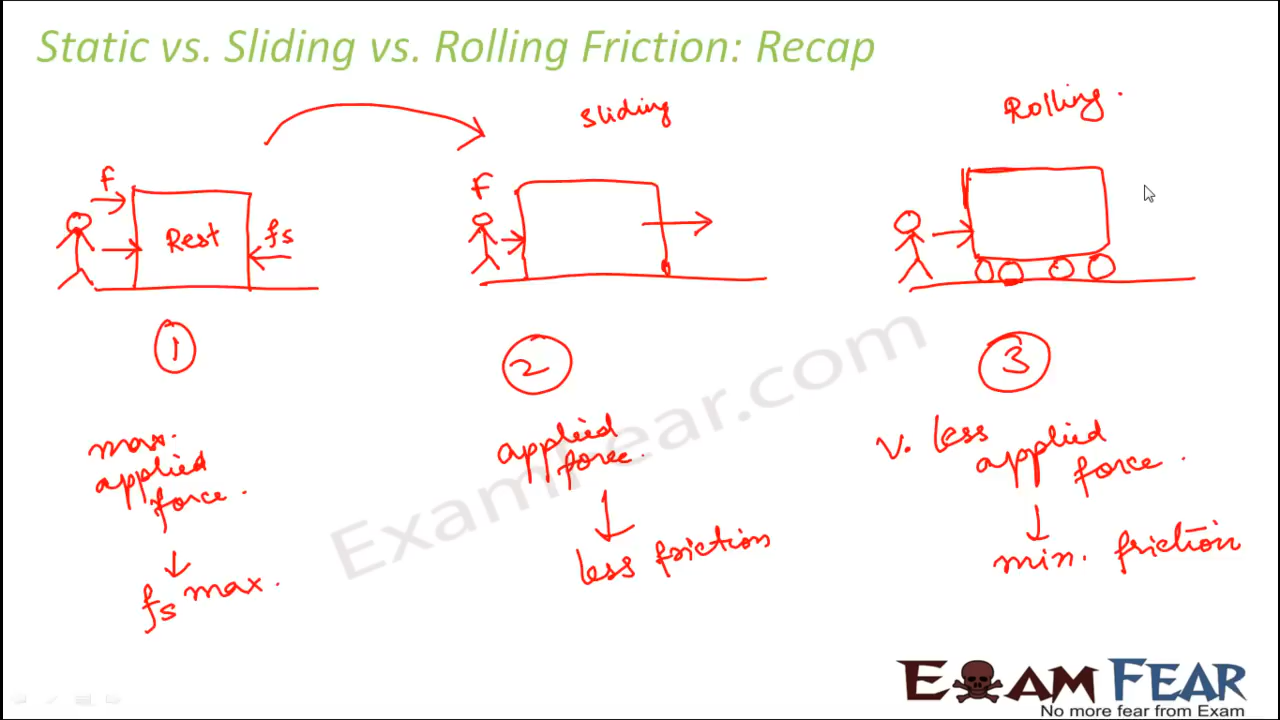 Static vs. Sliding vs. Rolling Friction: Recap
Sliding
Rolling.
f
Rest
fs
F
1
2
3
max.
applied
force.
fs max.
applied
force.
less friction
v. less
applied
force.
min. friction
ExamFear.com
EXAM FEAR
No more fear from Exam